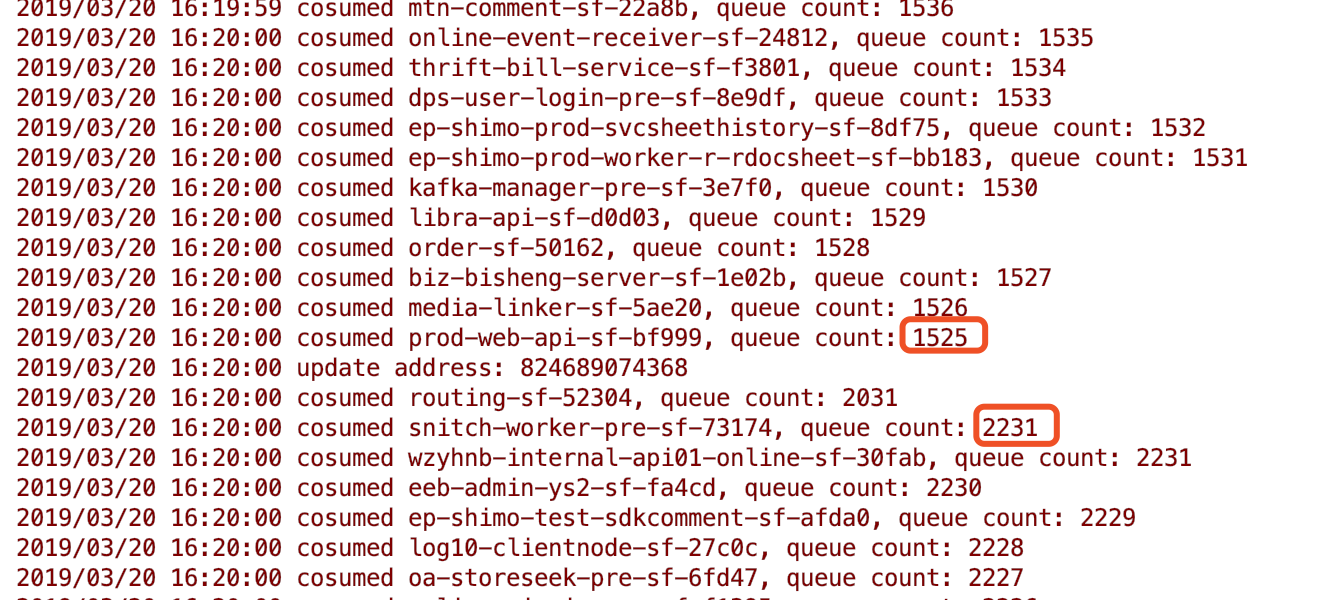 2019/03/20 16:19:59 cosumed mtn-comment-sf-22a8b, queue count: 1536
2019/03/20 16:20:00 cosumed online-event-receiver-sf-24812, queue count: 1535
2019/03/20 16:20:00 cosumed thrift-bill-service-sf-f3801, queue count: 1534
2019/03/20 16:20:00 cosumed dps-user-login-pre-sf-8e9df, queue count: 1533
2019/03/20 16:20:00 cosumed ep-shimo-prod-svcsheethistory-sf-8df75, queue count: 1532
2019/03/20 16:20:00 cosumed ep-shimo-prod-worker-r-rdocsheet-sf-bb183, queue count: 1531
2019/03/20 16:20:00 cosumed kafka-manager-pre-sf-3e7f0, queue count: 1530
2019/03/20 16:20:00 cosumed libra-api-sf-d0d03, queue count: 1529
2019/03/20 16:20:00 cosumed order-sf-50162, queue count: 1528
2019/03/20 16:20:00 cosumed biz-bisheng-server-sf-1e02b, queue count: 1527
2019/03/20 16:20:00 cosumed media-linker-sf-5ae20, queue count: 1526
2019/03/20 16:20:00 cosumed prod-web-api-sf-bf999, queue count: 1525
2019/03/20 16:20:00 update address: 824689074368
2019/03/20 16:20:00 cosumed routing-sf-52304, queue count: 2031
2019/03/20 16:20:00 cosumed snitch-worker-pre-sf-73174, queue count: 2231
2019/03/20 16:20:00 cosumed wzyhnb-internal-api01-online-sf-30fab, queue count: 2231
2019/03/20 16:20:00 cosumed eeb-admin-ys2-sf-fa4cd, queue count: 2230
2019/03/20 16:20:00 cosumed ep-shimo-test-sdkcomment-sf-afda0, queue count: 2229
2019/03/20 16:20:00 cosumed log10-clientnode-sf-27c0c, queue count: 2228
2019/03/20 16:20:00 cosumed oa-storeseek-pre-sf-6fd47, queue count: 2227